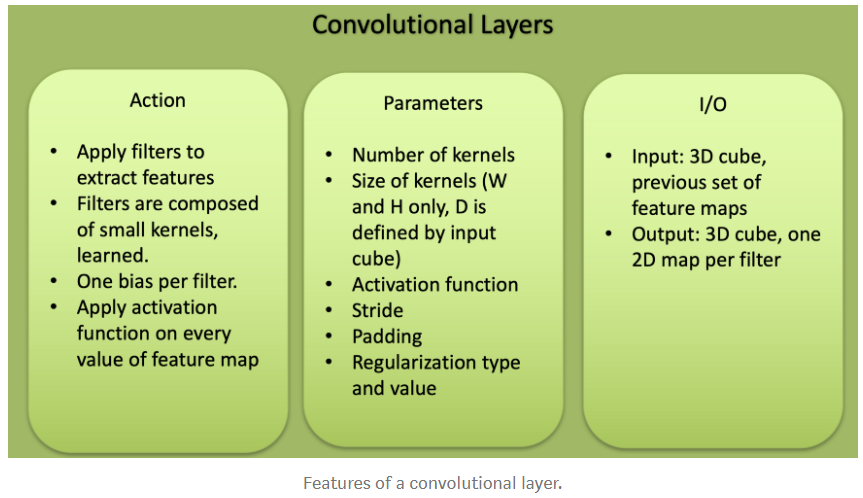 Convolutional Layers
Action
• Apply filters to
extract features
• Filters are composed
of small kernels,
learned.
• One bias per filter.
• Apply activation
function on every
value of feature map
Parameters
• Number of kernels
• Size of kernels (W
and H only, D is
defined by input
cube)
• Activation function
• Stride
• Padding
• Regularization type
and value
I/O
• Input: 3D cube,
previous set of
feature maps
• Output: 3D cube, one
2D map per filter
Features of a convolutional layer.